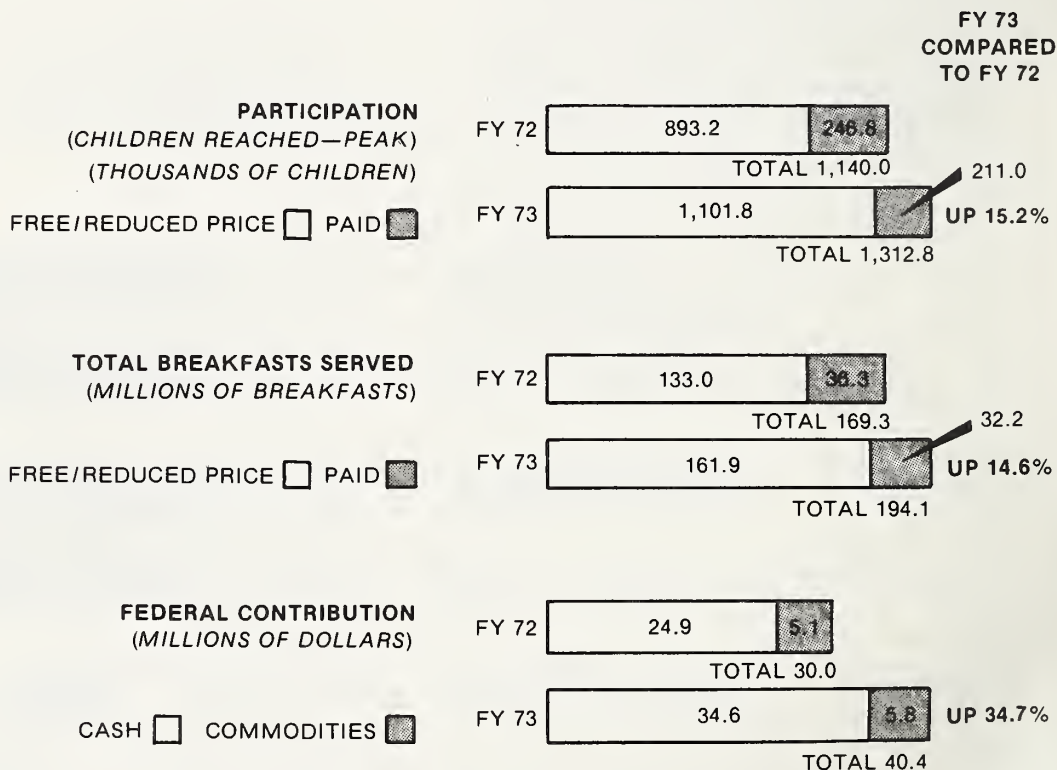 FY 73
COMPARED
TO FY 72
PARTICIPATION
(CHILDREN REACHED—PEAK)
(THOUSANDS OF CHILDREN)
FREE/REDUCED PRICE PAID
FY 72 893.2 246.8
TOTAL 1,140.0
211.0
FY 73 1,101.8 UP 15.2%
TOTAL 1,312.8
TOTAL BREAKFASTS SERVED
(MILLIONS OF BREAKFASTS)
FREE/REDUCED PRICE PAID
FY 72 133.0 36.3
TOTAL 169.3
32.2
FY 73 161.9 UP 14.6%
TOTAL 194.1
FEDERAL CONTRIBUTION
(MILLIONS OF DOLLARS)
CASH COMMODITIES
FY 72 24.9 5.1
TOTAL 30.0
FY 73 34.6 5.8 UP 34.7%
TOTAL 40.4